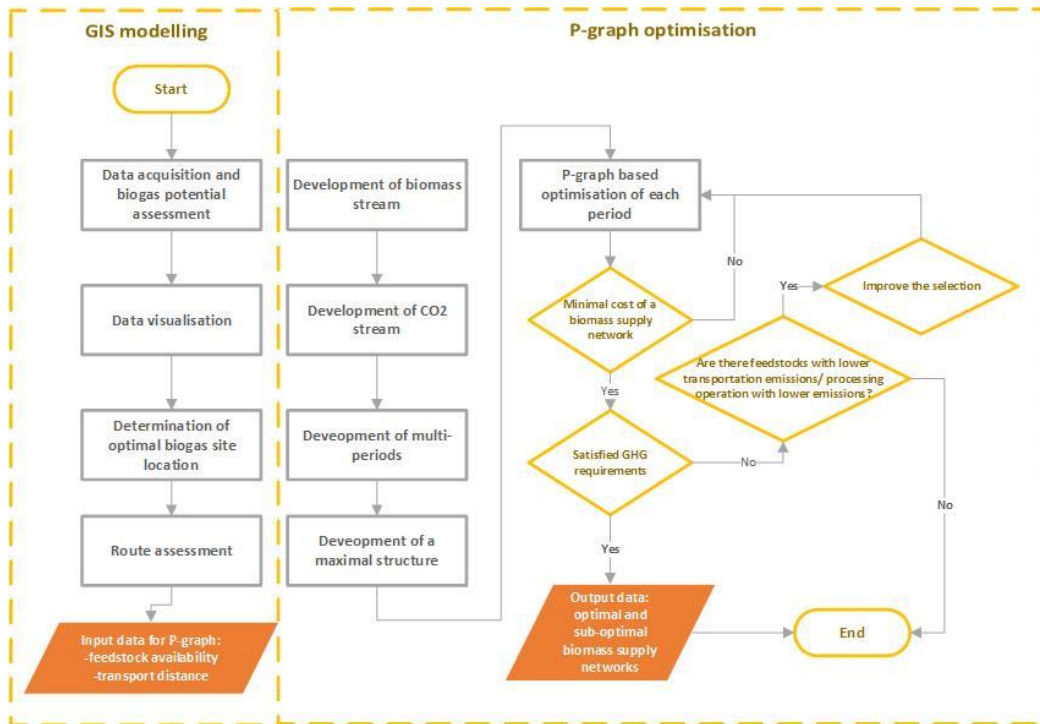 GIS modelling
Start
Data acquisition and
biogas potential
assessment
Data visualisation
Determination of
optimal biogas site
location
Route assessment
Input data for P-graph:
-feedstock availability
-transport distance
P-graph optimisation
Development of biomass
stream
Development of CO2
stream
Deveopment of multi-
periods
Deveopment of a
maximal structure
P-graph based
optimisation of each
period
Minimal cost of a
biomass supply
network
No
Yes
Satisfied GHG
requirements
No
Yes
Are there feedstocks with lower
transportation emissions/ processing
operation with lower emissions?
Yes
Improve the selection
No
Output data:
optimal and
sub-optimal
biomass supply
networks
End